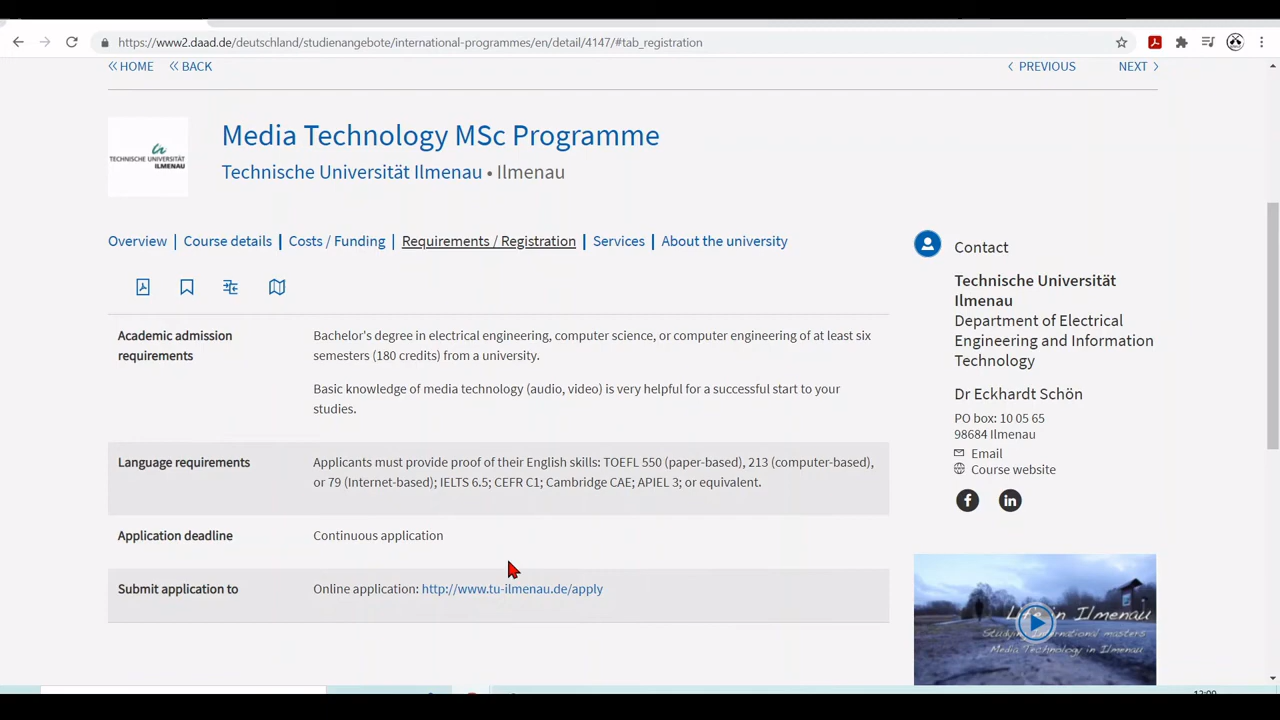 https://www2.daad.de/deutschland/studienangebote/international-programmes/en/detail/4147/#tab_registration
HOME
BACK
PREVIOUS
NEXT
TECHNISCHE UNIVERSITÄT
ILMENAU
Media Technology MSc Programme
Technische Universität Ilmenau • Ilmenau
Overview | Course details | Costs / Funding | Requirements / Registration | Services | About the university
Academic admission
requirements
Bachelor's degree in electrical engineering, computer science, or computer engineering of at least six
semesters (180 credits) from a university.
Basic knowledge of media technology (audio, video) is very helpful for a successful start to your
studies.
Language requirements
Applicants must provide proof of their English skills: TOEFL 550 (paper-based), 213 (computer-based),
or 79 (Internet-based); IELTS 6.5; CEFR C1; Cambridge CAE; APIEL 3; or equivalent.
Application deadline
Continuous application
Submit application to
Online application: http://www.tu-ilmenau.de/apply
Contact
Technische Universität
Ilmenau
Department of Electrical
Engineering and Information
Technology
Dr Eckhardt Schön
PO box: 10 05 65
98684 Ilmenau
Email
Course website
Life in Ilmenau
Studying International masters
Media Technology in Ilmenau